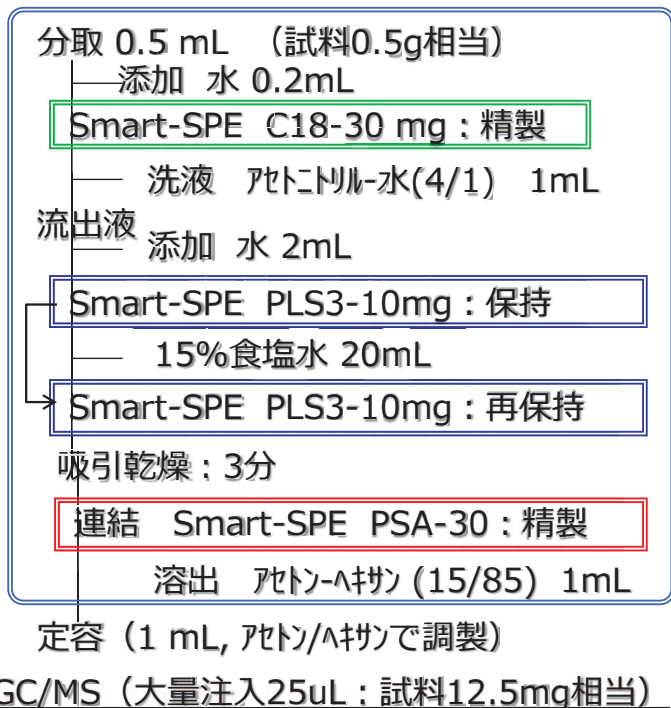 分取 0.5 mL （試料0.5g相当）
添加 水 0.2mL
Smart-SPE C18-30 mg：精製
洗液 ｱｾﾄﾆﾄﾘﾙ-水(4/1) 1mL
流出液
添加 水 2mL
Smart-SPE PLS3-10mg：保持
15%食塩水 20mL
Smart-SPE PLS3-10mg：再保持
吸引乾燥：3分
連結 Smart-SPE PSA-30：精製
溶出 ｱｾﾄﾝ-ﾍｷｻﾝ (15/85) 1mL
定容（1 mL, ｱｾﾄﾝ/ﾍｷｻﾝで調製）
GC/MS（大量注入25uL：試料12.5mg相当）